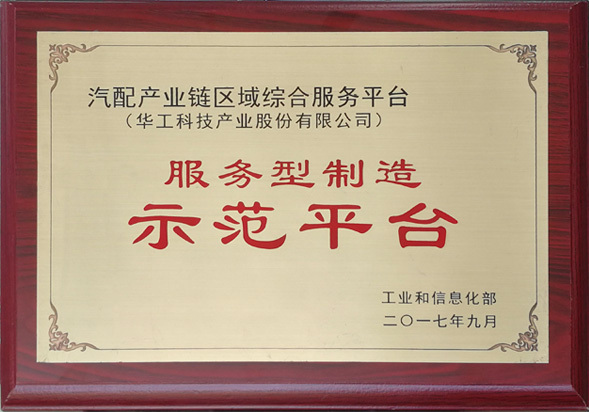 汽配产业链区域综合服务平台
（华工科技产业股份有限公司）
服务型制造
示范平台
工业和信息化部
二〇一七年九月